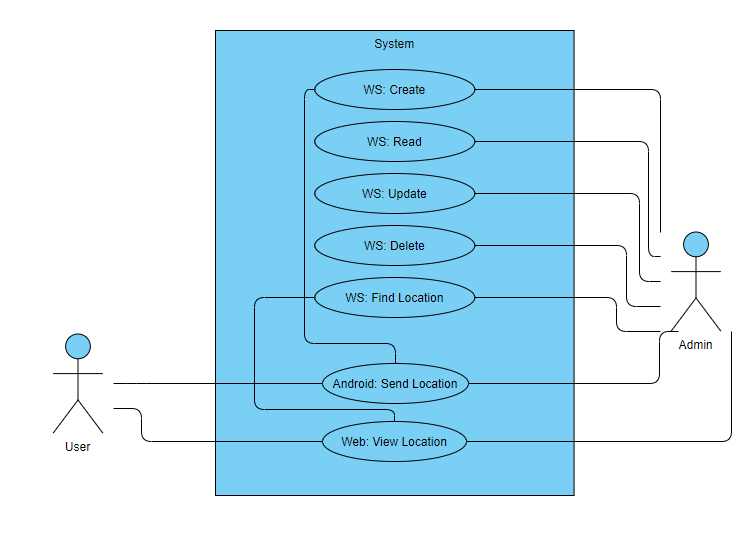 System
WS: Create
WS: Read
WS: Update
WS: Delete
WS: Find Location
Android: Send Location
Web: View Location
User
Admin